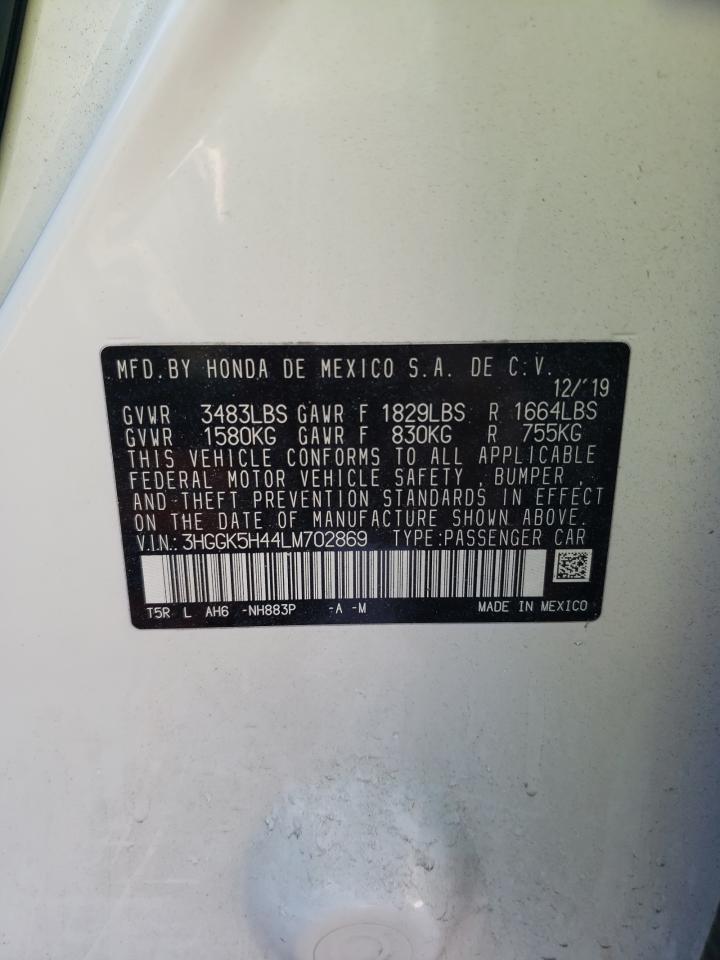 MFD.BY HONDA DE MEXICO S.A. DE C.V.
12/'19
GVWR 3483LBS GAWR F 1829LBS R 1664LBS
GVWR 1580KG GAWR F 830KG R 755KG
THIS VEHICLE CONFORMS TO ALL APPLICABLE
FEDERAL MOTOR VEHICLE SAFETY , BUMPER ,
AND THEFT PREVENTION STANDARDS IN EFFECT
ON THE DATE OF MANUFACTURE SHOWN ABOVE.
V.I.N.:3HGGK5H44LM702869 TYPE:PASSENGER CAR
T5R L AH6 -NH883P -A -M MADE IN MEXICO